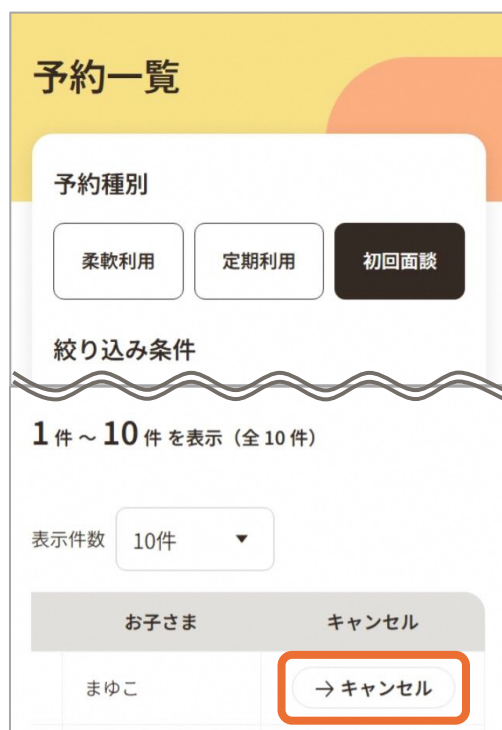 予約一覧
予約種別
柔軟利用 定期利用 初回面談
絞り込み条件
1 件 ~ 10 件 を表示（全 10 件）
表示件数 10件
お子さま キャンセル
まゆこ →キャンセル